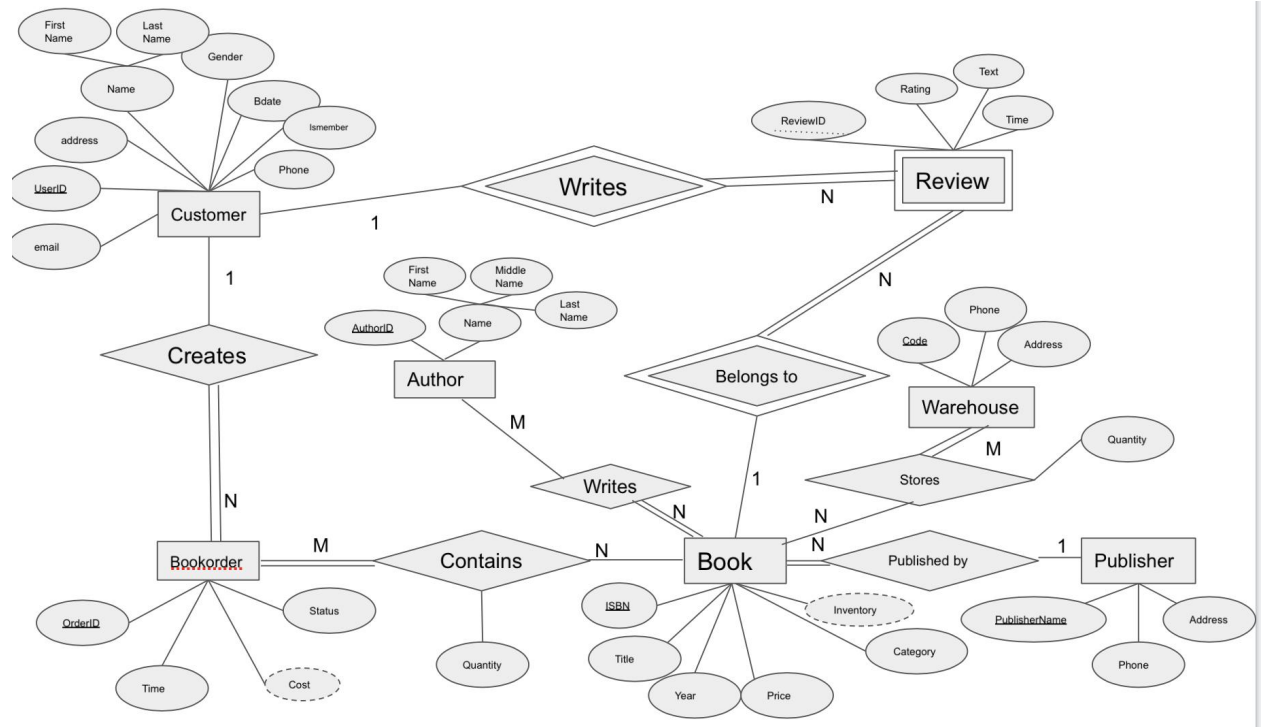 First
Name
Last
Name
Gender
Name
Bdate
Ismember
address
Phone
UserID
Customer
email
1
Writes
N
ReviewID
Rating
Text
Time
Review
1
Creates
N
First
Name
Middle
Name
Last
Name
AuthorID
Name
Author
M
Writes
N
N
Belongs to
1
Phone
Code
Address
Warehouse
M
Quantity
Stores
N
Bookorder
M
Contains
N
Book
N
Published by
1
Publisher
OrderID
Status
Time
Cost
Quantity
ISBN
Inventory
Title
Category
Year
Price
PublisherName
Address
Phone